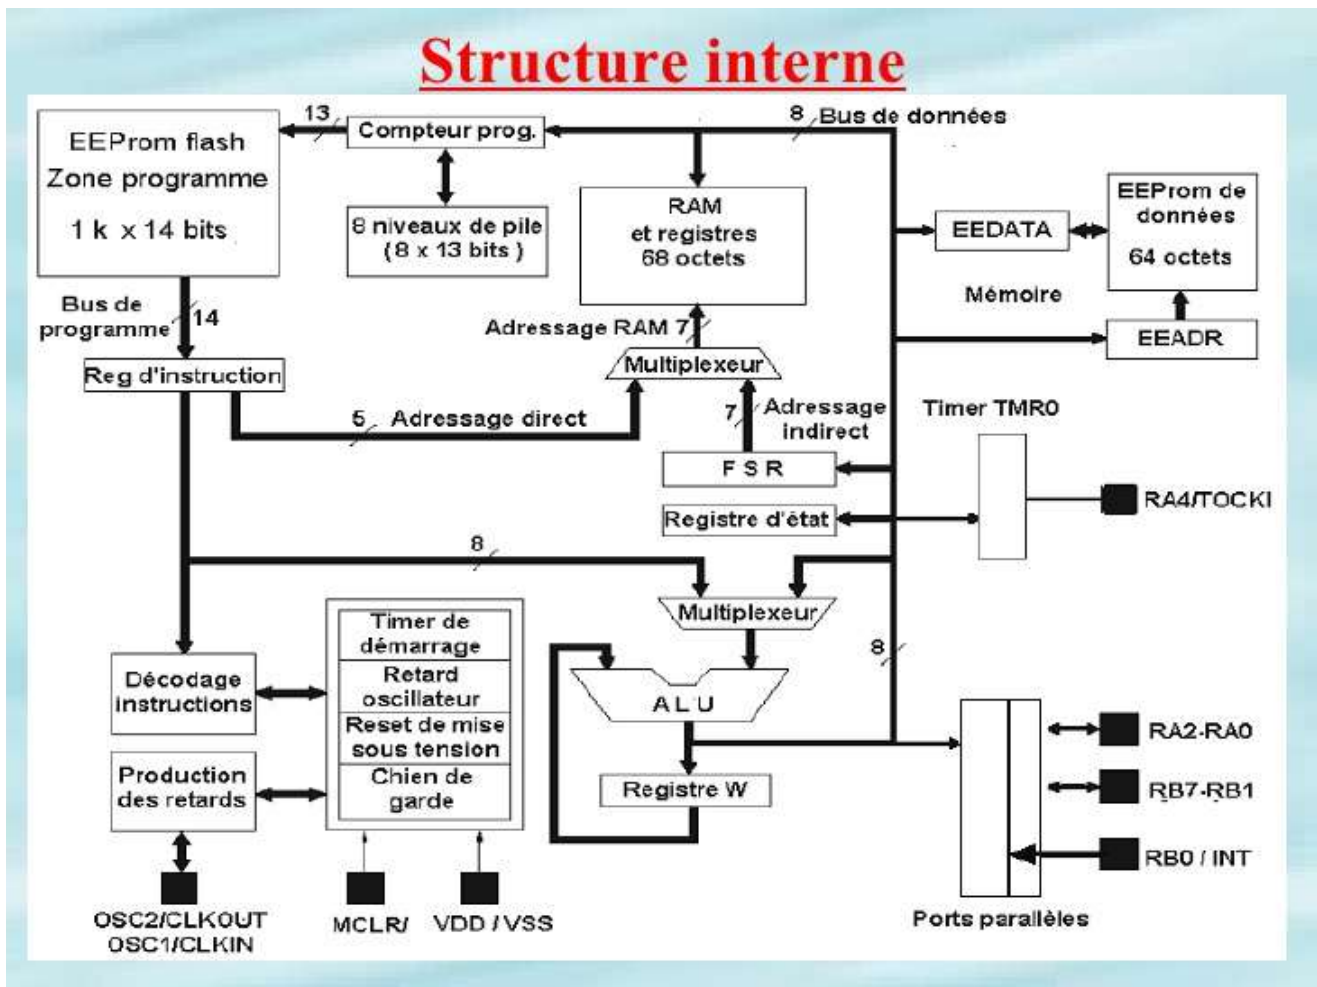 Structure interne
13
8
Bus de données
EEProm flash
Zone programme
1 k x 14 bits
Compteur prog.
8 niveaux de pile
( 8 x 13 bits )
RAM
et registres
68 octets
EEDATA
EEProm de
données
64 octets
Mémoire
EEADR
Bus de
programme
14
Adressage RAM 7
Multiplexeur
Reg d'instruction
5
Adressage direct
7
Adressage
indirect
Timer TMR0
F S R
Registre d'état
RA4/TOCKI
8
Multiplexeur
8
Timer de
démarrage
Retard
oscillateur
Reset de mise
sous tension
Chien de
garde
Décodage
instructions
Production
des retards
A L U
Registre W
RA2-RA0
RB7-RB1
RB0 / INT
Ports parallèles
OSC2/CLKOUT
OSC1/CLKIN
MCLR/
VDD / VSS